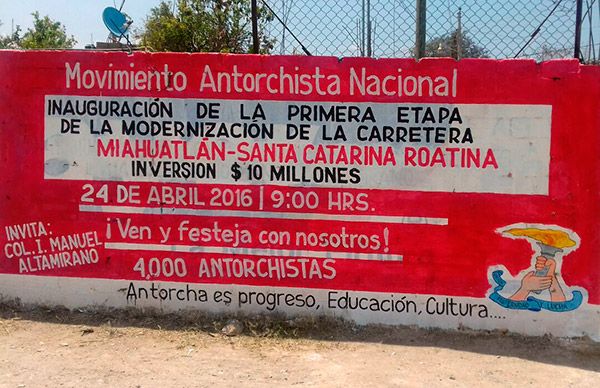 Movimiento Antorchista Nacional
INAUGURACIÓN DE LA PRIMERA ETAPA
DE LA MODERNIZACIÓN DE LA CARRETERA
MIAHUATLÁN-SANTA CATARINA ROATINA
INVERSION $ 10 MILLONES
24 DE ABRIL 2016 | 9:00 HRS.
¡Ven y festeja con nosotros!
4,000 ANTORCHISTAS
INVITA:
COL. I. MANUEL
ALTAMIRANO
Antorcha es progreso, Educación, Cultura....
LUCHA